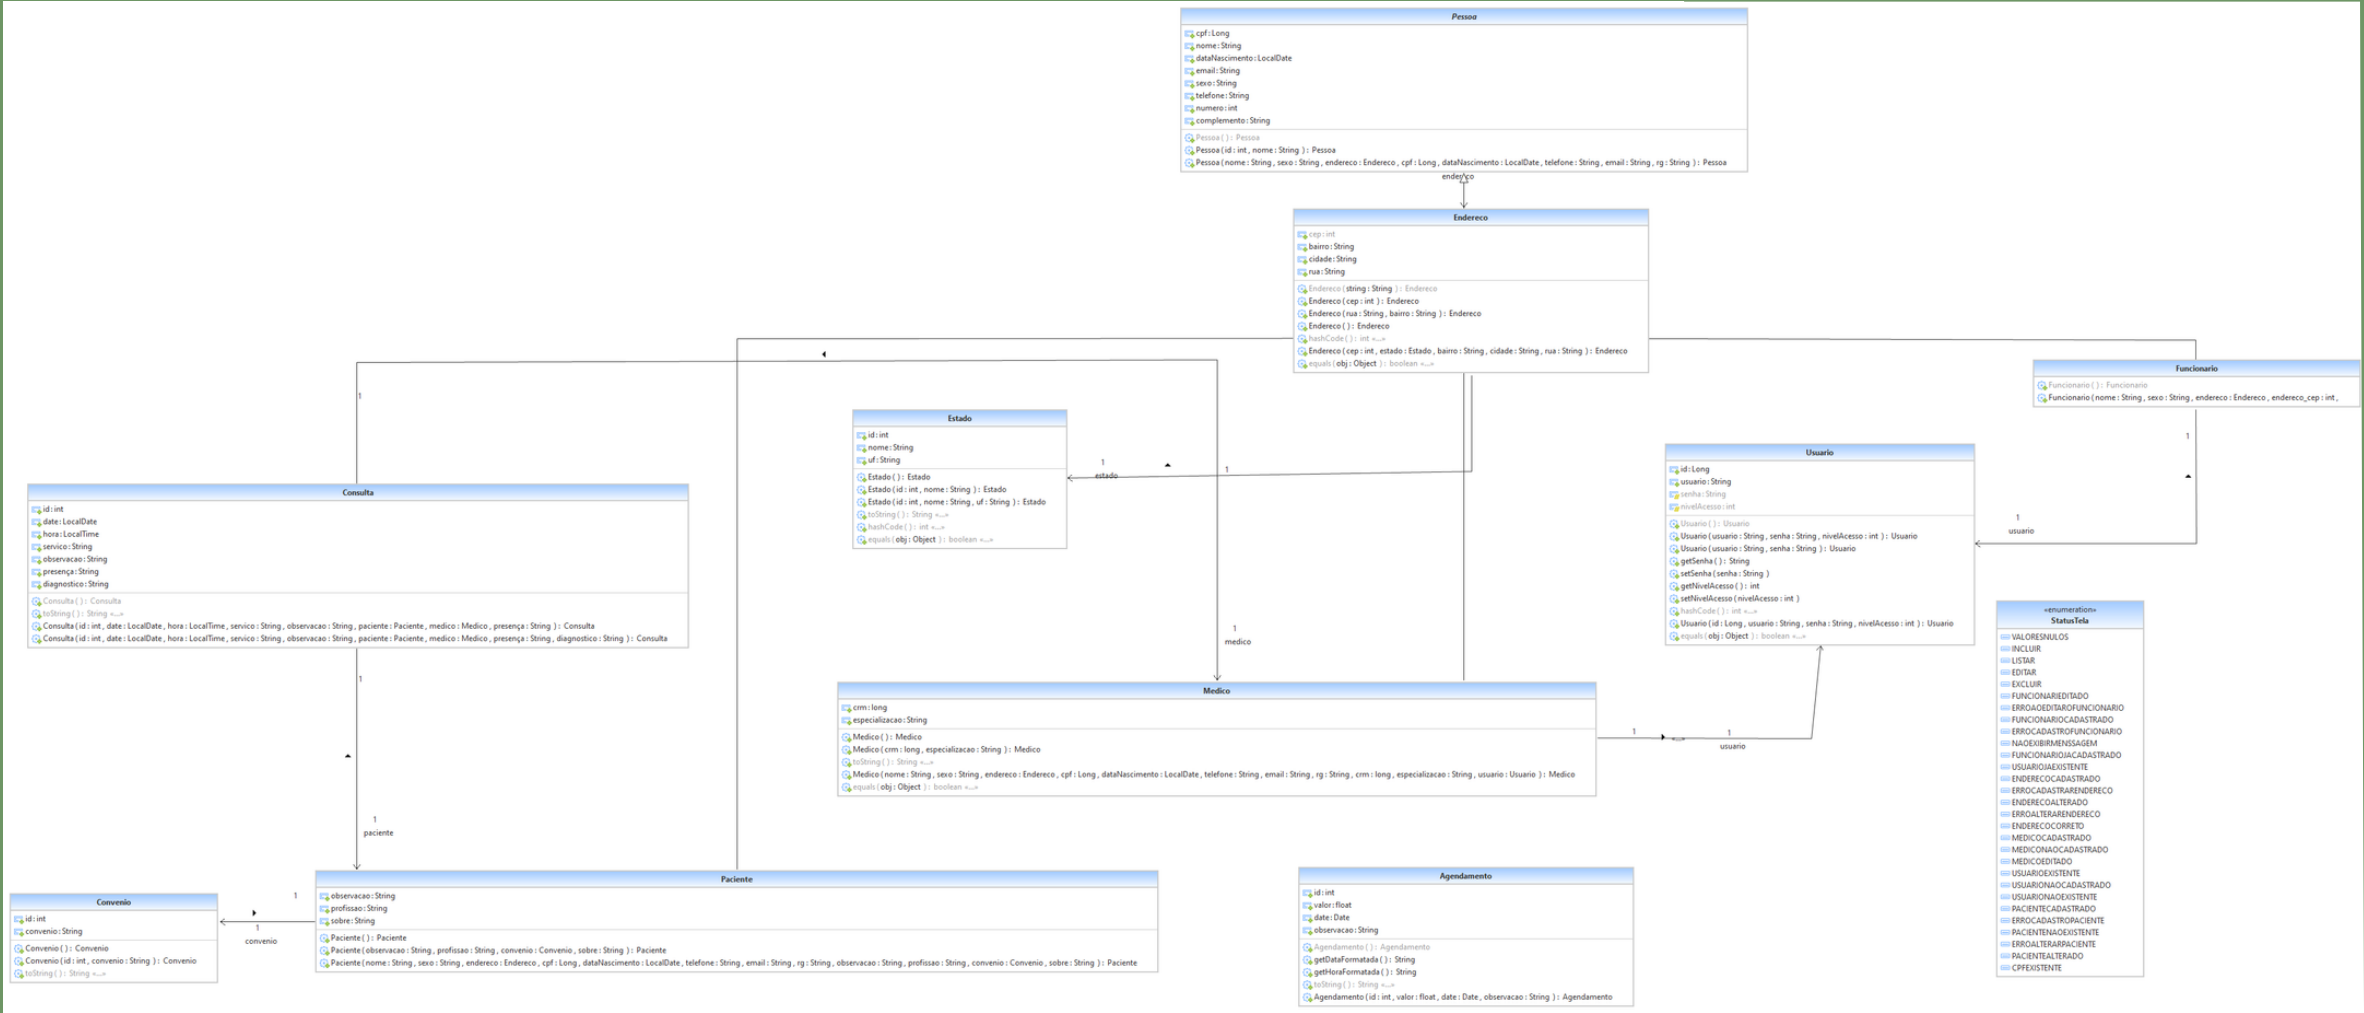 Pessoa
cpf : Long
nome : String
dataNascimento : LocalDate
email : String
sexo : String
telefone : String
numero : int
complemento : String
Pessoa ( ) : Pessoa
Pessoa ( id : int , nome : String ) : Pessoa
Pessoa ( nome : String , sexo : String , endereco : Endereco , cpf : Long , dataNascimento : LocalDate , telefone : String , email : String , rg : String ) : Pessoa
endereco
Endereco
cep : int
bairro : String
cidade : String
rua : String
Endereco ( string : String ) : Endereco
Endereco ( cep : int ) : Endereco
Endereco ( rua : String , bairro : String ) : Endereco
Endereco ( ) : Endereco
hashCode ( ) : int «...»
Endereco ( cep : int , estado : Estado , bairro : String , cidade : String , rua : String ) : Endereco
equals ( obj : Object ) : boolean «...»
Funcionario
Funcionario ( ) : Funcionario
Funcionario ( nome : String , sexo : String , endereco : Endereco , endereco_cep : int ,
1
1
usuario
1
Estado
id : int
nome : String
uf : String
Estado ( ) : Estado
Estado ( id : int , nome : String ) : Estado
Estado ( id : int , nome : String , uf : String ) : Estado
toString ( ) : String «...»
hashCode ( ) : int «...»
equals ( obj : Object ) : boolean «...»
1
estado
1
Usuario
id : Long
usuario : String
senha : String
nivelAcesso : int
Usuario ( ) : Usuario
Usuario ( usuario : String , senha : String , nivelAcesso : int ) : Usuario
Usuario ( usuario : String , senha : String ) : Usuario
getSenha ( ) : String
setSenha ( senha : String )
getNivelAcesso ( ) : int
setNivelAcesso ( nivelAcesso : int )
hashCode ( ) : int «...»
Usuario ( id : Long , usuario : String , senha : String , nivelAcesso : int ) : Usuario
equals ( obj : Object ) : boolean «...»
Consulta
id : int
date : LocalDate
hora : LocalTime
servico : String
observacao : String
presença : String
diagnostico : String
Consulta ( ) : Consulta
toString ( ) : String «...»
Consulta ( id : int , date : LocalDate , hora : LocalTime , servico : String , observacao : String , paciente : Paciente , medico : Medico , presença : String ) : Consulta
Consulta ( id : int , date : LocalDate , hora : LocalTime , servico : String , observacao : String , paciente : Paciente , medico : Medico , presença : String , diagnostico : String ) : Consulta
1
1
paciente
1
medico
«enumeration»
StatusTela
VALORESNULOS
INCLUIR
LISTAR
EDITAR
EXCLUIR
FUNCIONARIEDITADO
ERROAOEDITAROFUNCIONARIO
FUNCIONARIOCADASTRADO
ERROCADASTROFUNCIONARIO
NAOEXIBIRMENSSAGEM
FUNCIONARIOJACADASTRADO
USUARIOJAEXISTENTE
ENDERECOCADASTRADO
ERROCADASTRARENDERECO
ENDERECOALTERADO
ERROALTERARENDERECO
ENDERECOCORRETO
MEDICOCADASTRADO
MEDICONAOCADASTRADO
MEDICOEDITADO
USUARIOEXISTENTE
USUARIONAOCADASTRADO
USUARIONAOEXISTENTE
PACIENTECADASTRADO
ERROCADASTROPACIENTE
PACIENTENAOEXISTENTE
ERROALTERARPACIENTE
PACIENTEALTERADO
CPFEXISTENTE
Medico
crm : long
especializacao : String
Medico ( ) : Medico
Medico ( crm : long , especializacao : String ) : Medico
toString ( ) : String «...»
Medico ( nome : String , sexo : String , endereco : Endereco , cpf : Long , dataNascimento : LocalDate , telefone : String , email : String , rg : String , crm : long , especializacao : String , usuario : Usuario ) : Medico
equals ( obj : Object ) : boolean «...»
1
«...»
1
usuario
Convenio
id : int
convenio : String
Convenio ( ) : Convenio
Convenio ( id : int , convenio : String ) : Convenio
toString ( ) : String «...»
1
1
convenio
Paciente
observacao : String
profissao : String
sobre : String
Paciente ( ) : Paciente
Paciente ( observacao : String , profissao : String , convenio : Convenio , sobre : String ) : Paciente
Paciente ( nome : String , sexo : String , endereco : Endereco , cpf : Long , dataNascimento : LocalDate , telefone : String , email : String , rg : String , observacao : String , profissao : String , convenio : Convenio , sobre : String ) : Paciente
Agendamento
id : int
valor : float
date : Date
observacao : String
Agendamento ( ) : Agendamento
getDataFormatada ( ) : String
getHoraFormatada ( ) : String
toString ( ) : String «...»
Agendamento ( id : int , valor : float , date : Date , observacao : String ) : Agendamento